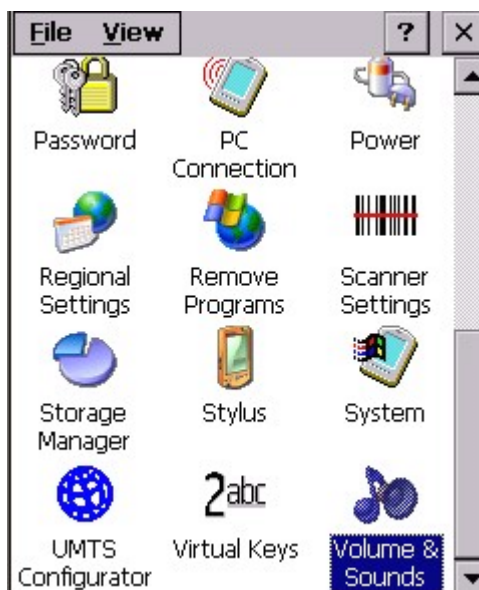 File View ? ×
Password PC Connection Power
Regional Settings Remove Programs Scanner Settings
Storage Manager Stylus System
2abc
UMTS Configurator Virtual Keys Volume & Sounds